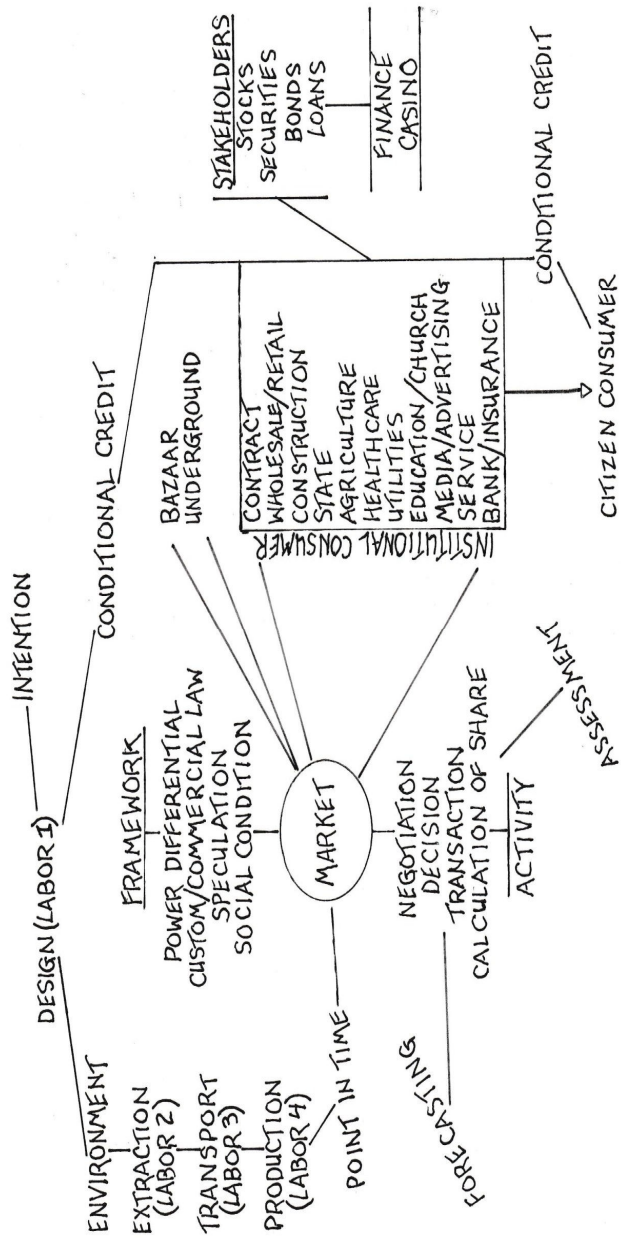 DESIGN (LABOR 1)
INTENTION
ENVIRONMENT
EXTRACTION
(LABOR 2)
TRANSPORT
(LABOR 3)
PRODUCTION
(LABOR 4)
POINT IN TIME
CONDITIONAL CREDIT
FRAMEWORK
POWER DIFFERENTIAL
CUSTOM/COMMERCIAL LAW
SPECULATION
SOCIAL CONDITION
MARKET
NEGOTIATION
DECISION
TRANSACTION
CALCULATION OF SHARE
ACTIVITY
FORECASTING
ASSESSMENT
BAZAAR
UNDERGROUND
INSTITUTIONAL CONSUMER
CONTRACT
WHOLESALE/RETAIL
CONSTRUCTION
STATE
AGRICULTURE
HEALTHCARE
UTILITIES
EDUCATION/CHURCH
MEDIA/ADVERTISING
SERVICE
BANK/INSURANCE
STAKEHOLDERS
STOCKS
SECURITIES
BONDS
LOANS
FINANCE
CASINO
CONDITIONAL CREDIT
CITIZEN CONSUMER